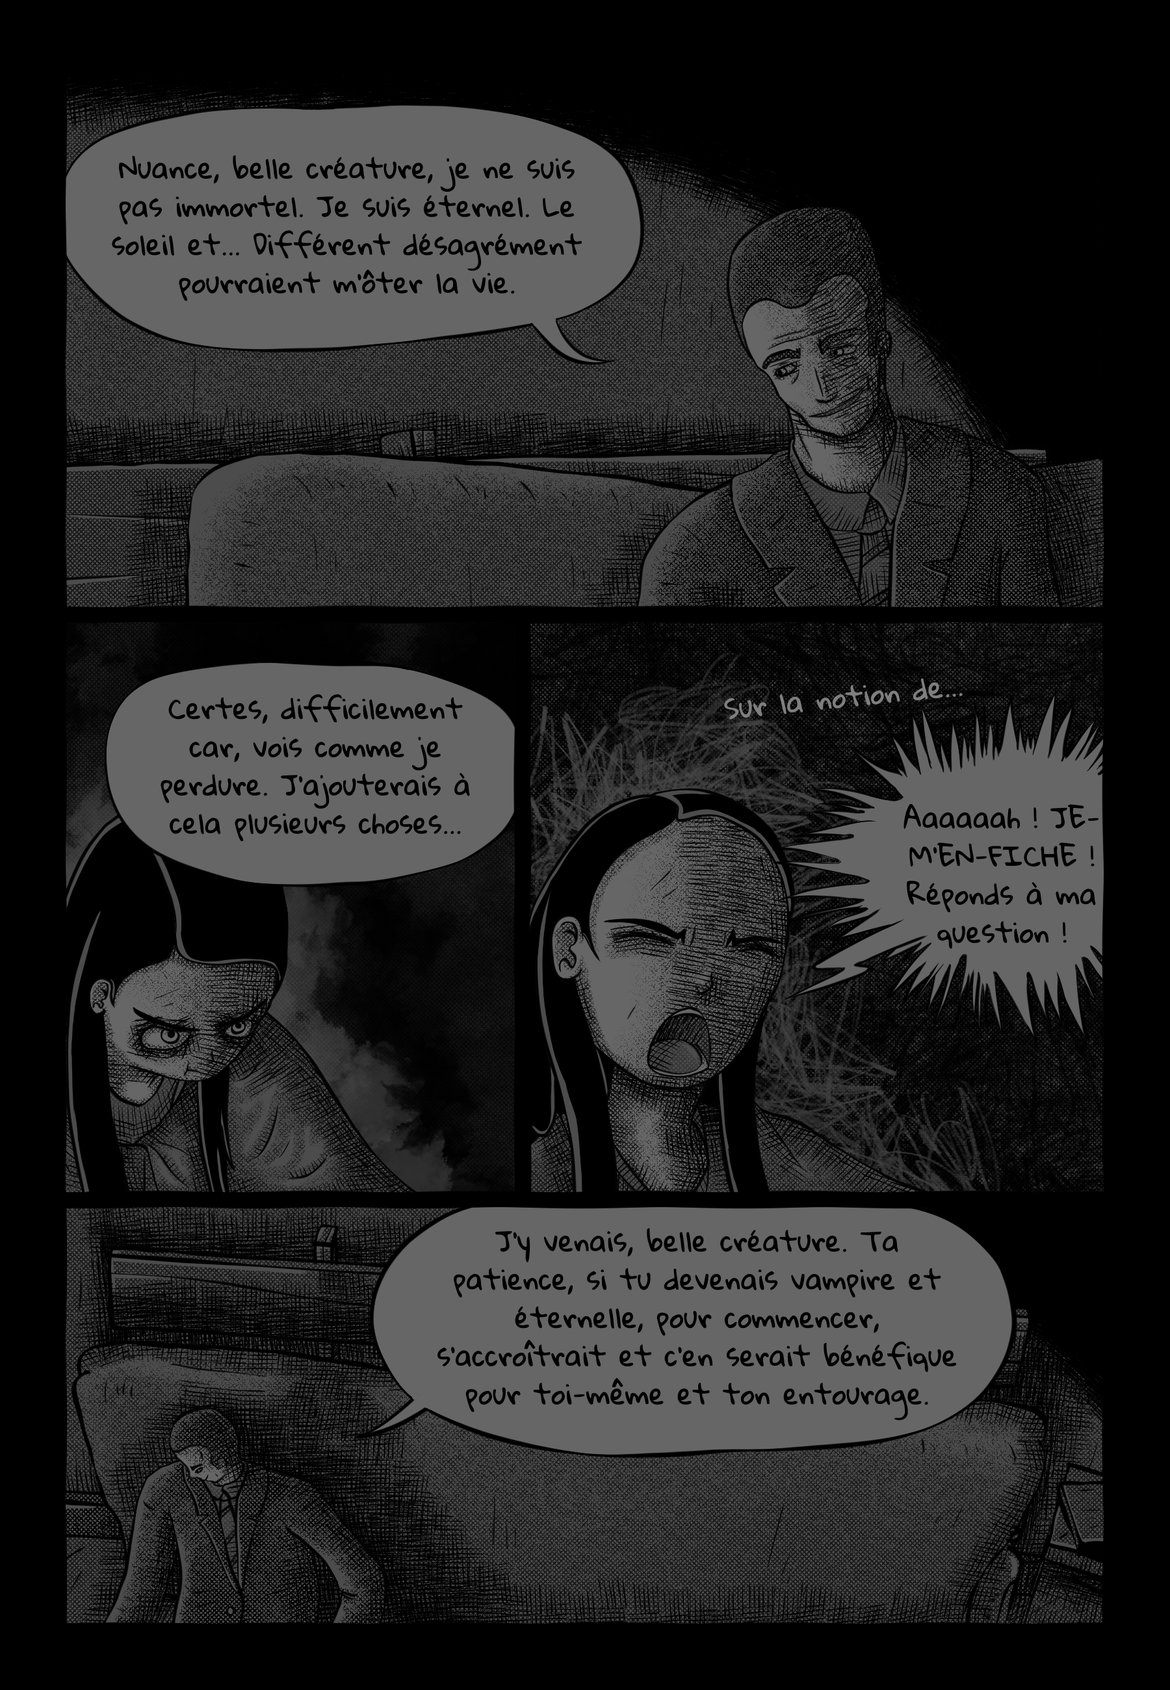 Nuance, belle créature, je ne suis
pas immortel. Je suis éternel. Le
soleil et... Différent désagrément
pourraient m'ôter la vie.
Certes, difficilement
car, vois comme je
perdure. J'ajouterais à
cela plusieurs choses...
Sur la notion de...
Aaaaaah ! JE-
M'EN-FICHE !
Réponds à ma
question !
J'y venais, belle créature. Ta
patience, si tu devenais vampire et
éternelle, pour commencer,
s'accroîtrait et c'en serait bénéfique
pour toi-même et ton entourage.